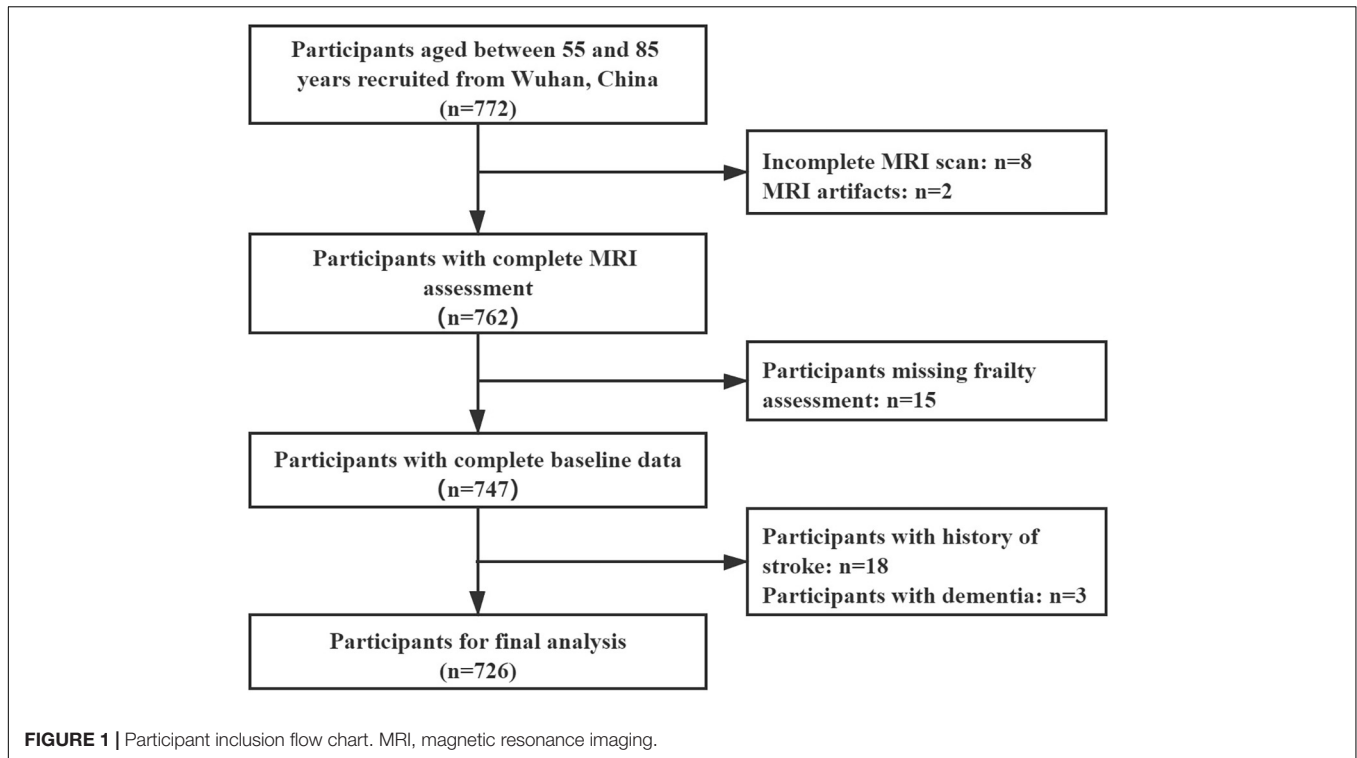 Participants aged between 55 and 85
years recruited from Wuhan, China
(n=772)
Incomplete MRI scan: n=8
MRI artifacts: n=2
Participants with complete MRI
assessment
(n=762)
Participants missing frailty
assessment: n=15
Participants with complete baseline data
(n=747)
Participants with history of
stroke: n=18
Participants with dementia: n=3
Participants for final analysis
(n=726)
FIGURE 1 | Participant inclusion flow chart. MRI, magnetic resonance imaging.